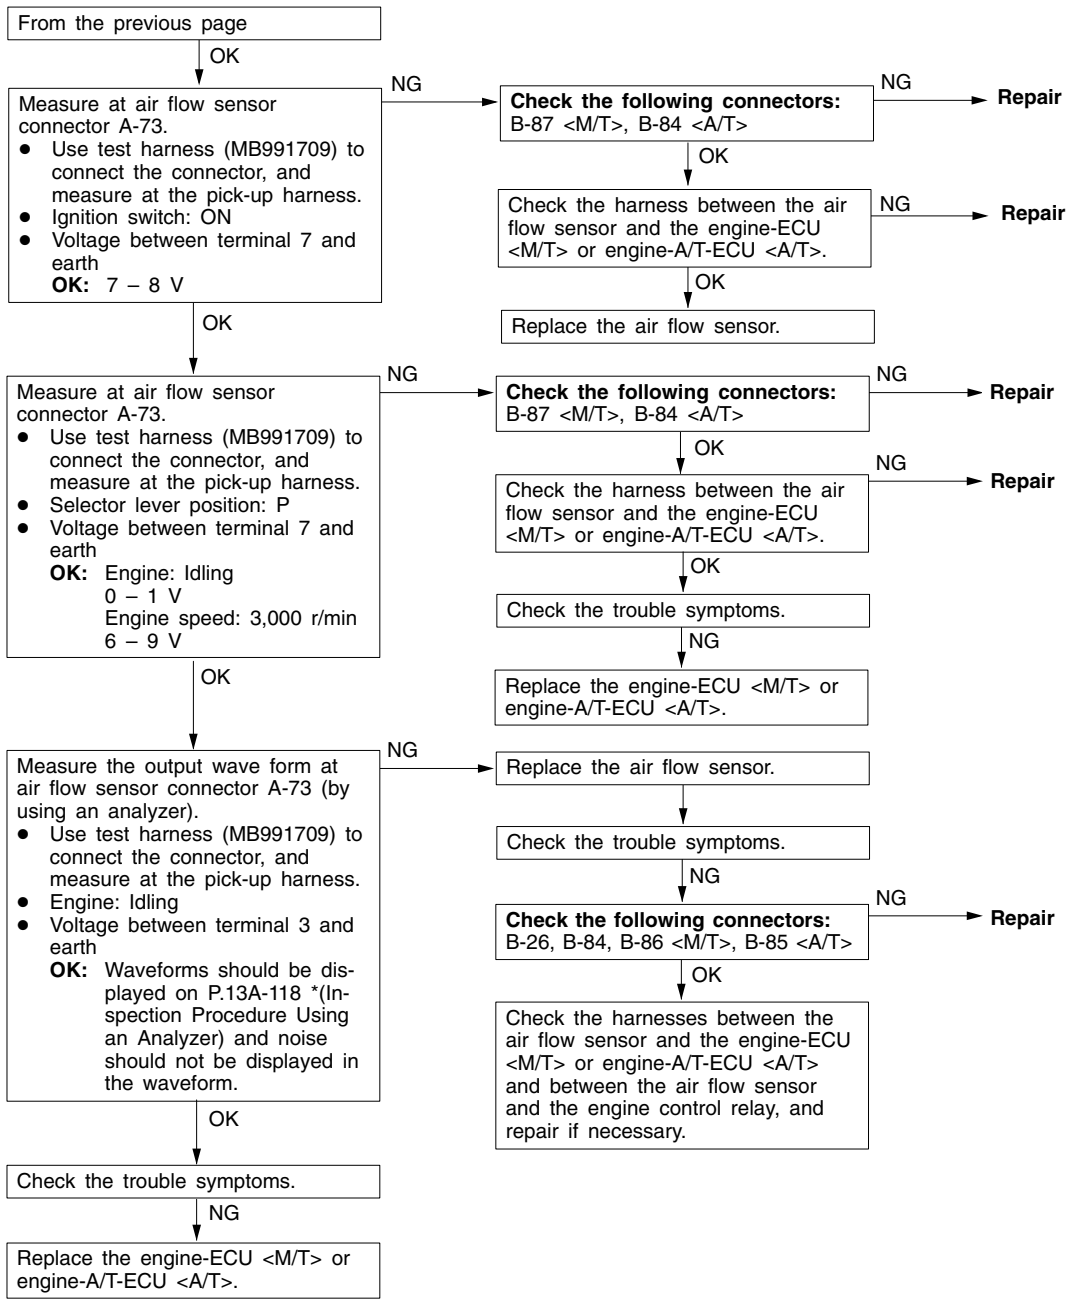 From the previous page
OK
Measure at air flow sensor
connector A-73.
● Use test harness (MB991709) to
connect the connector, and
measure at the pick-up harness.
● Ignition switch: ON
● Voltage between terminal 7 and
earth
OK: 7 – 8 V
NG
Check the following connectors:
B-87 <M/T>, B-84 <A/T>
NG
Repair
OK
Check the harness between the air
flow sensor and the engine-ECU
<M/T> or engine-A/T-ECU <A/T>.
NG
Repair
OK
Replace the air flow sensor.
OK
Measure at air flow sensor
connector A-73.
● Use test harness (MB991709) to
connect the connector, and
measure at the pick-up harness.
● Selector lever position: P
● Voltage between terminal 7 and
earth
OK: Engine: Idling
0 – 1 V
Engine speed: 3,000 r/min
6 – 9 V
NG
Check the following connectors:
B-87 <M/T>, B-84 <A/T>
NG
Repair
OK
Check the harness between the air
flow sensor and the engine-ECU
<M/T> or engine-A/T-ECU <A/T>.
NG
Repair
OK
Check the trouble symptoms.
NG
Replace the engine-ECU <M/T> or
engine-A/T-ECU <A/T>.
OK
Measure the output wave form at
air flow sensor connector A-73 (by
using an analyzer).
● Use test harness (MB991709) to
connect the connector, and
measure at the pick-up harness.
● Engine: Idling
● Voltage between terminal 3 and
earth
OK: Waveforms should be dis-
played on P.13A-118 *(In-
spection Procedure Using
an Analyzer) and noise
should not be displayed in
the waveform.
NG
Replace the air flow sensor.
Check the trouble symptoms.
NG
Check the following connectors:
B-26, B-84, B-86 <M/T>, B-85 <A/T>
NG
Repair
OK
Check the harnesses between the
air flow sensor and the engine-ECU
<M/T> or engine-A/T-ECU <A/T>
and between the air flow sensor
and the engine control relay, and
repair if necessary.
OK
Check the trouble symptoms.
NG
Replace the engine-ECU <M/T> or
engine-A/T-ECU <A/T>.